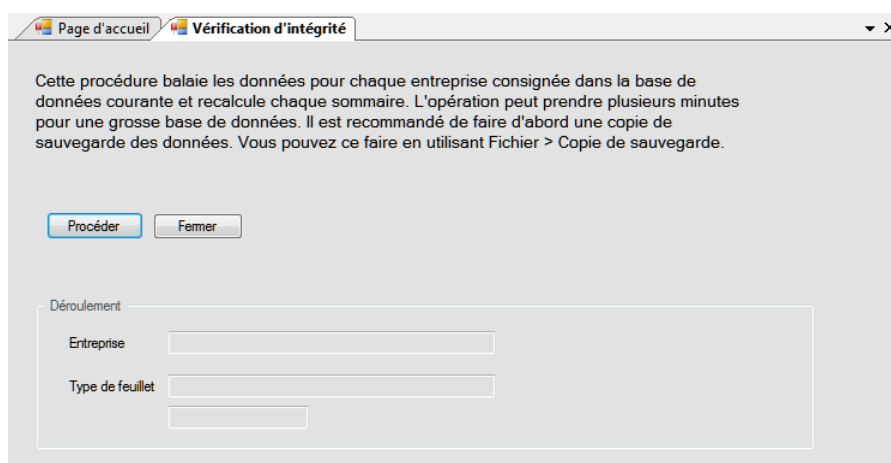 Page d'accueil
Vérification d'intégrité
Cette procédure balaie les données pour chaque entreprise consignée dans la base de
données courante et recalcule chaque sommaire. L'opération peut prendre plusieurs minutes
pour une grosse base de données. Il est recommandé de faire d'abord une copie de
sauvegarde des données. Vous pouvez ce faire en utilisant Fichier > Copie de sauvegarde.
Procéder
Fermer
Déroulement
Entreprise
Type de feuillet